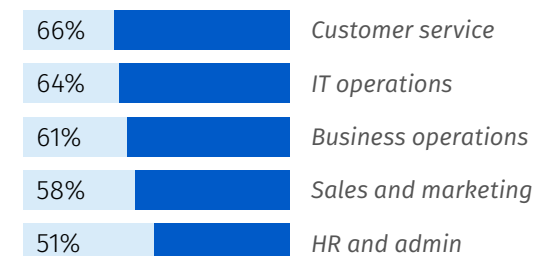 66% Customer service
64% IT operations
61% Business operations
58% Sales and marketing
51% HR and admin